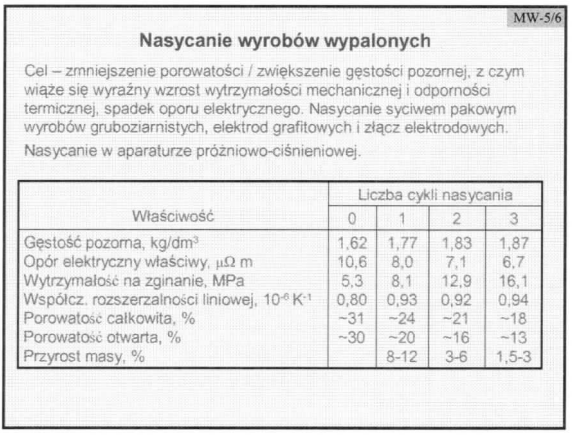 MW-5/6
Nasycanie wyrobów wypalonych
Cel – zmniejszenie porowatości / zwiększenie gęstości pozornej, z czym
wiąże się wyraźny wzrost wytrzymałości mechanicznej i odporności
termicznej, spadek oporu elektrycznego. Nasycanie syciwem pakowym
wyrobów gruboziarnistych, elektrod grafitowych i złącz elektrodowych.
Nasycanie w aparaturze próżniowo-ciśnieniowej.
Właściwość Liczba cykli nasycania
0 1 2 3
Gęstość pozorna, kg/dm³ 1,62 1,77 1,83 1,87
Opór elektryczny właściwy, μΩ m 10,6 8,0 7,1 6,7
Wytrzymałość na zginanie, MPa 5,3 8,1 12,9 16,1
Współcz. rozszerzalności liniowej, 10⁻⁶ K⁻¹ 0,80 0,93 0,92 0,94
Porowatość całkowita, % ~31 ~24 ~21 ~18
Porowatość otwarta, % ~30 ~20 ~16 ~13
Przyrost masy, % 8-12 3-6 1,5-3